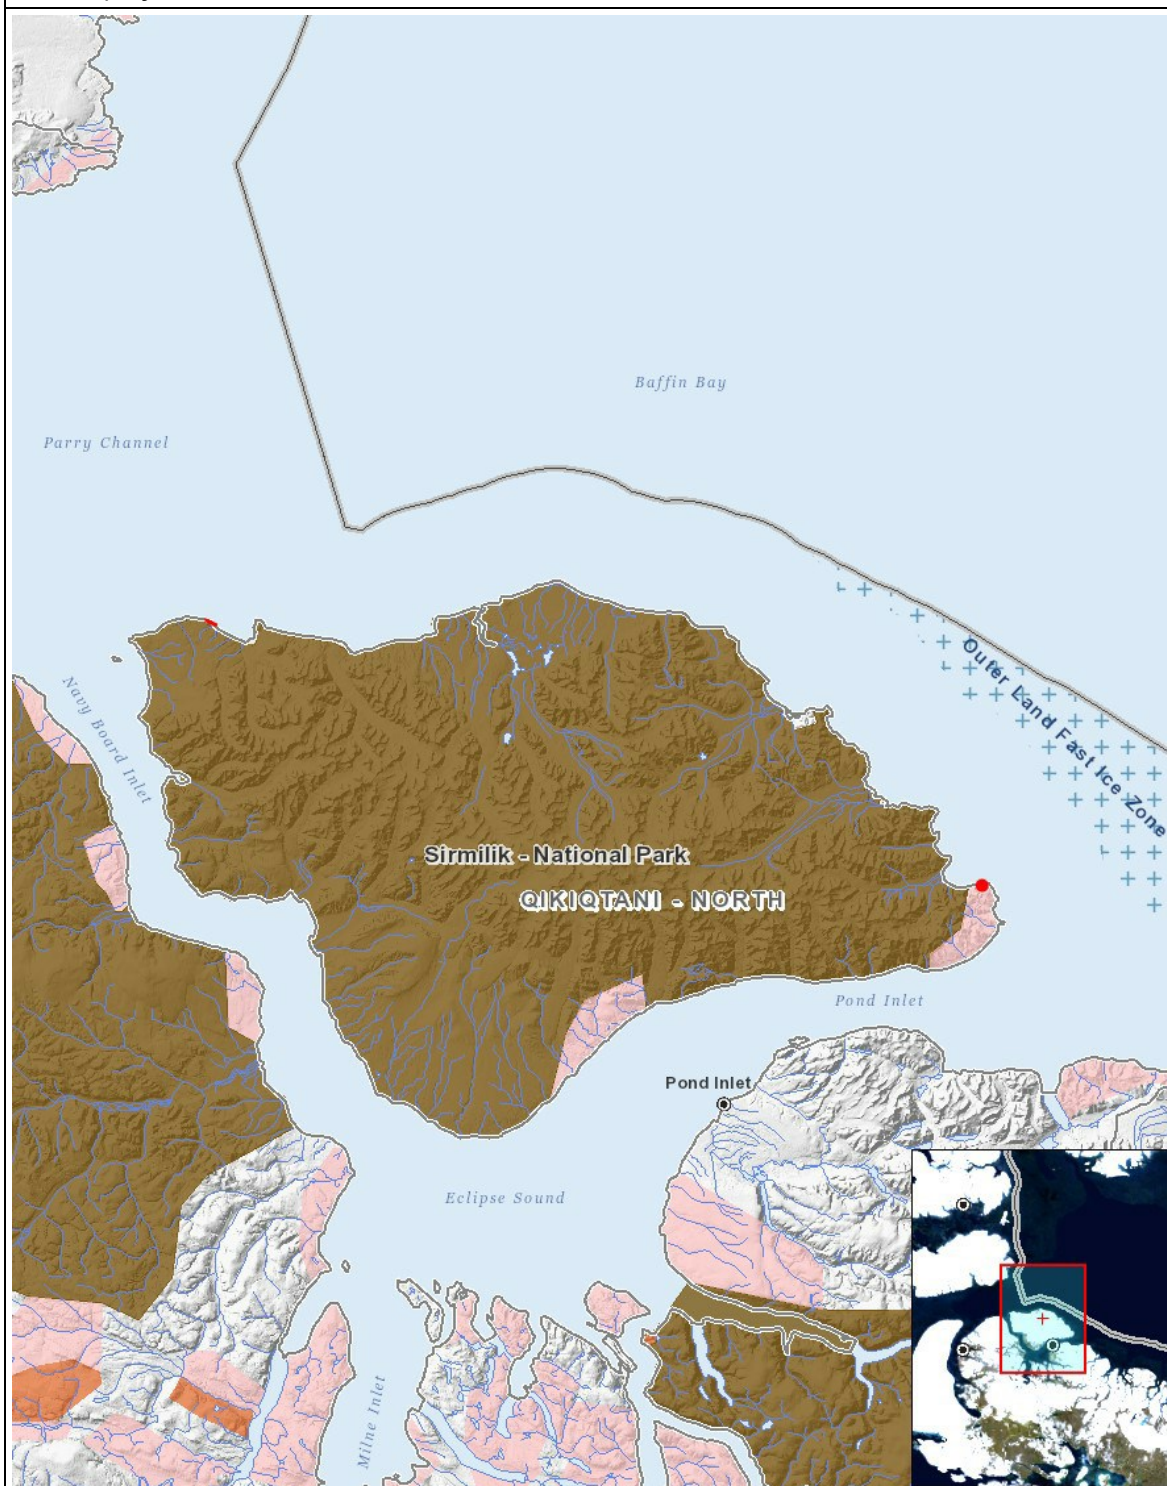 Baffin Bay
Parry Channel
Outer Land Fast Ice Zone
Navy Board Inlet
Sirmilik - National Park
QIKIQTANI - NORTH
Pond Inlet
Pond Inlet
Eclipse Sound
Milne Inlet